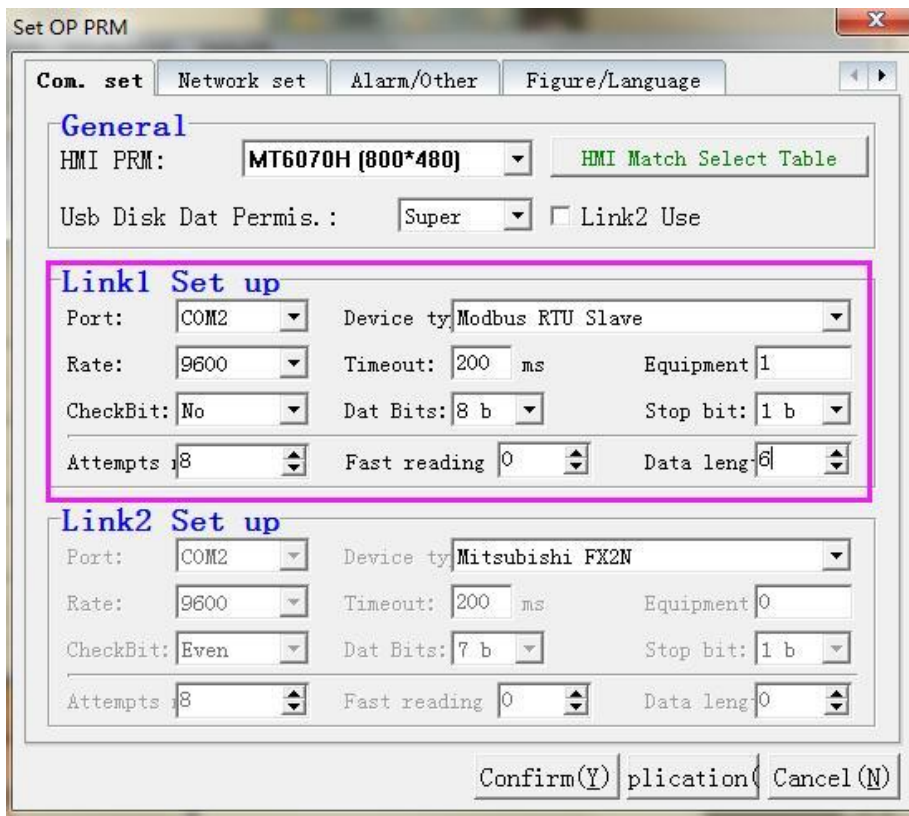 Set OP PRM
Com. set Network set Alarm/Other Figure/Language
General
HMI PRM: MT6070H (800*480) HMI Match Select Table
Usb Disk Dat Permis.: Super Link2 Use
Link1 Set up
Port: COM2 Device ty Modbus RTU Slave
Rate: 9600 Timeout: 200 ms Equipment 1
CheckBit: No Dat Bits: 8 b Stop bit: 1 b
Attempts 8 Fast reading 0 Data leng 6
Link2 Set up
Port: COM2 Device ty Mitsubishi FX2N
Rate: 9600 Timeout: 200 ms Equipment 0
CheckBit: Even Dat Bits: 7 b Stop bit: 1 b
Attempts 8 Fast reading 0 Data leng 0
Confirm(Y) plication( Cancel(N)